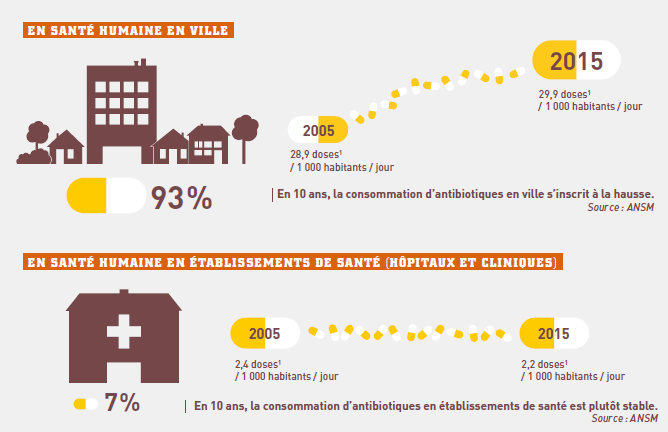 EN SANTÉ HUMAINE EN VILLE
2015
29,9 doses¹
/ 1 000 habitants / jour
2005
28,9 doses¹
/ 1 000 habitants / jour
93%
En 10 ans, la consommation d'antibiotiques en ville s'inscrit à la hausse.
Source : ANSM
EN SANTÉ HUMAINE EN ÉTABLISSEMENTS DE SANTÉ (HÔPITAUX ET CLINIQUES)
2005
2,4 doses¹
/ 1 000 habitants / jour
2015
2,2 doses¹
/ 1 000 habitants / jour
7%
En 10 ans, la consommation d'antibiotiques en établissements de santé est plutôt stable.
Source : ANSM